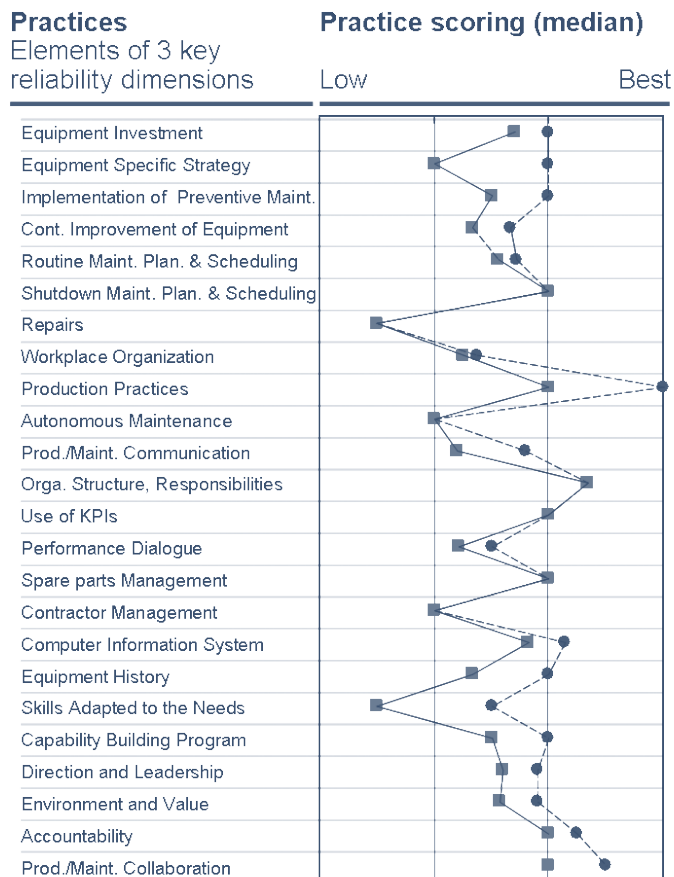 Practices
Elements of 3 key
reliability dimensions
Practice scoring (median)
Low Best
Equipment Investment
Equipment Specific Strategy
Implementation of Preventive Maint.
Cont. Improvement of Equipment
Routine Maint. Plan. & Scheduling
Shutdown Maint. Plan. & Scheduling
Repairs
Workplace Organization
Production Practices
Autonomous Maintenance
Prod./Maint. Communication
Orga. Structure, Responsibilities
Use of KPIs
Performance Dialogue
Spare parts Management
Contractor Management
Computer Information System
Equipment History
Skills Adapted to the Needs
Capability Building Program
Direction and Leadership
Environment and Value
Accountability
Prod./Maint. Collaboration